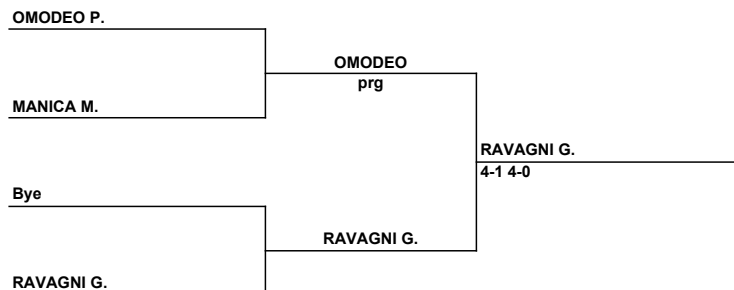 OMODEO P.
OMODEO
prg
MANICA M.
RAVAGNI G.
4-1 4-0
Bye
RAVAGNI G.
RAVAGNI G.